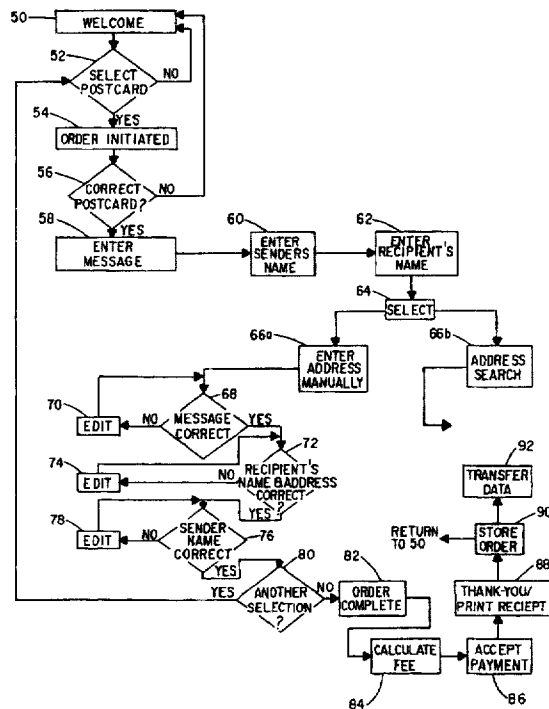 50
WELCOME
52
SELECT
POSTCARD
NO
YES
54
ORDER INITIATED
56
CORRECT
POSTCARD?
NO
YES
58
ENTER
MESSAGE
60
ENTER
SENDERS
NAME
62
ENTER
RECIPIENT'S
NAME
64
SELECT
66a
ENTER
ADDRESS
MANUALLY
66b
ADDRESS
SEARCH
68
MESSAGE
CORRECT
NO
YES
70
EDIT
72
RECIPIENT'S
NAME & ADDRESS
CORRECT
?
NO
YES
74
EDIT
76
SENDER
NAME
CORRECT
NO
YES
78
EDIT
80
ANOTHER
SELECTION
?
YES
NO
82
ORDER
COMPLETE
84
CALCULATE
FEE
86
ACCEPT
PAYMENT
88
THANK-YOU/
PRINT RECIEPT
90
STORE
ORDER
RETURN
TO 50
92
TRANSFER
DATA